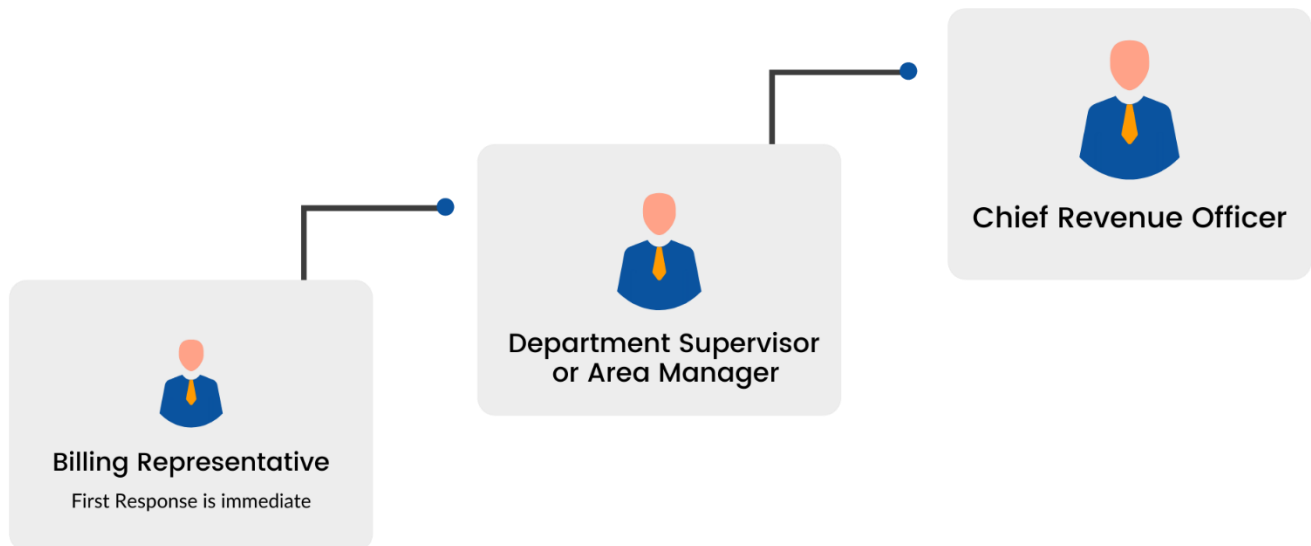 Chief Revenue Officer
Department Supervisor
or Area Manager
Billing Representative
First Response is immediate